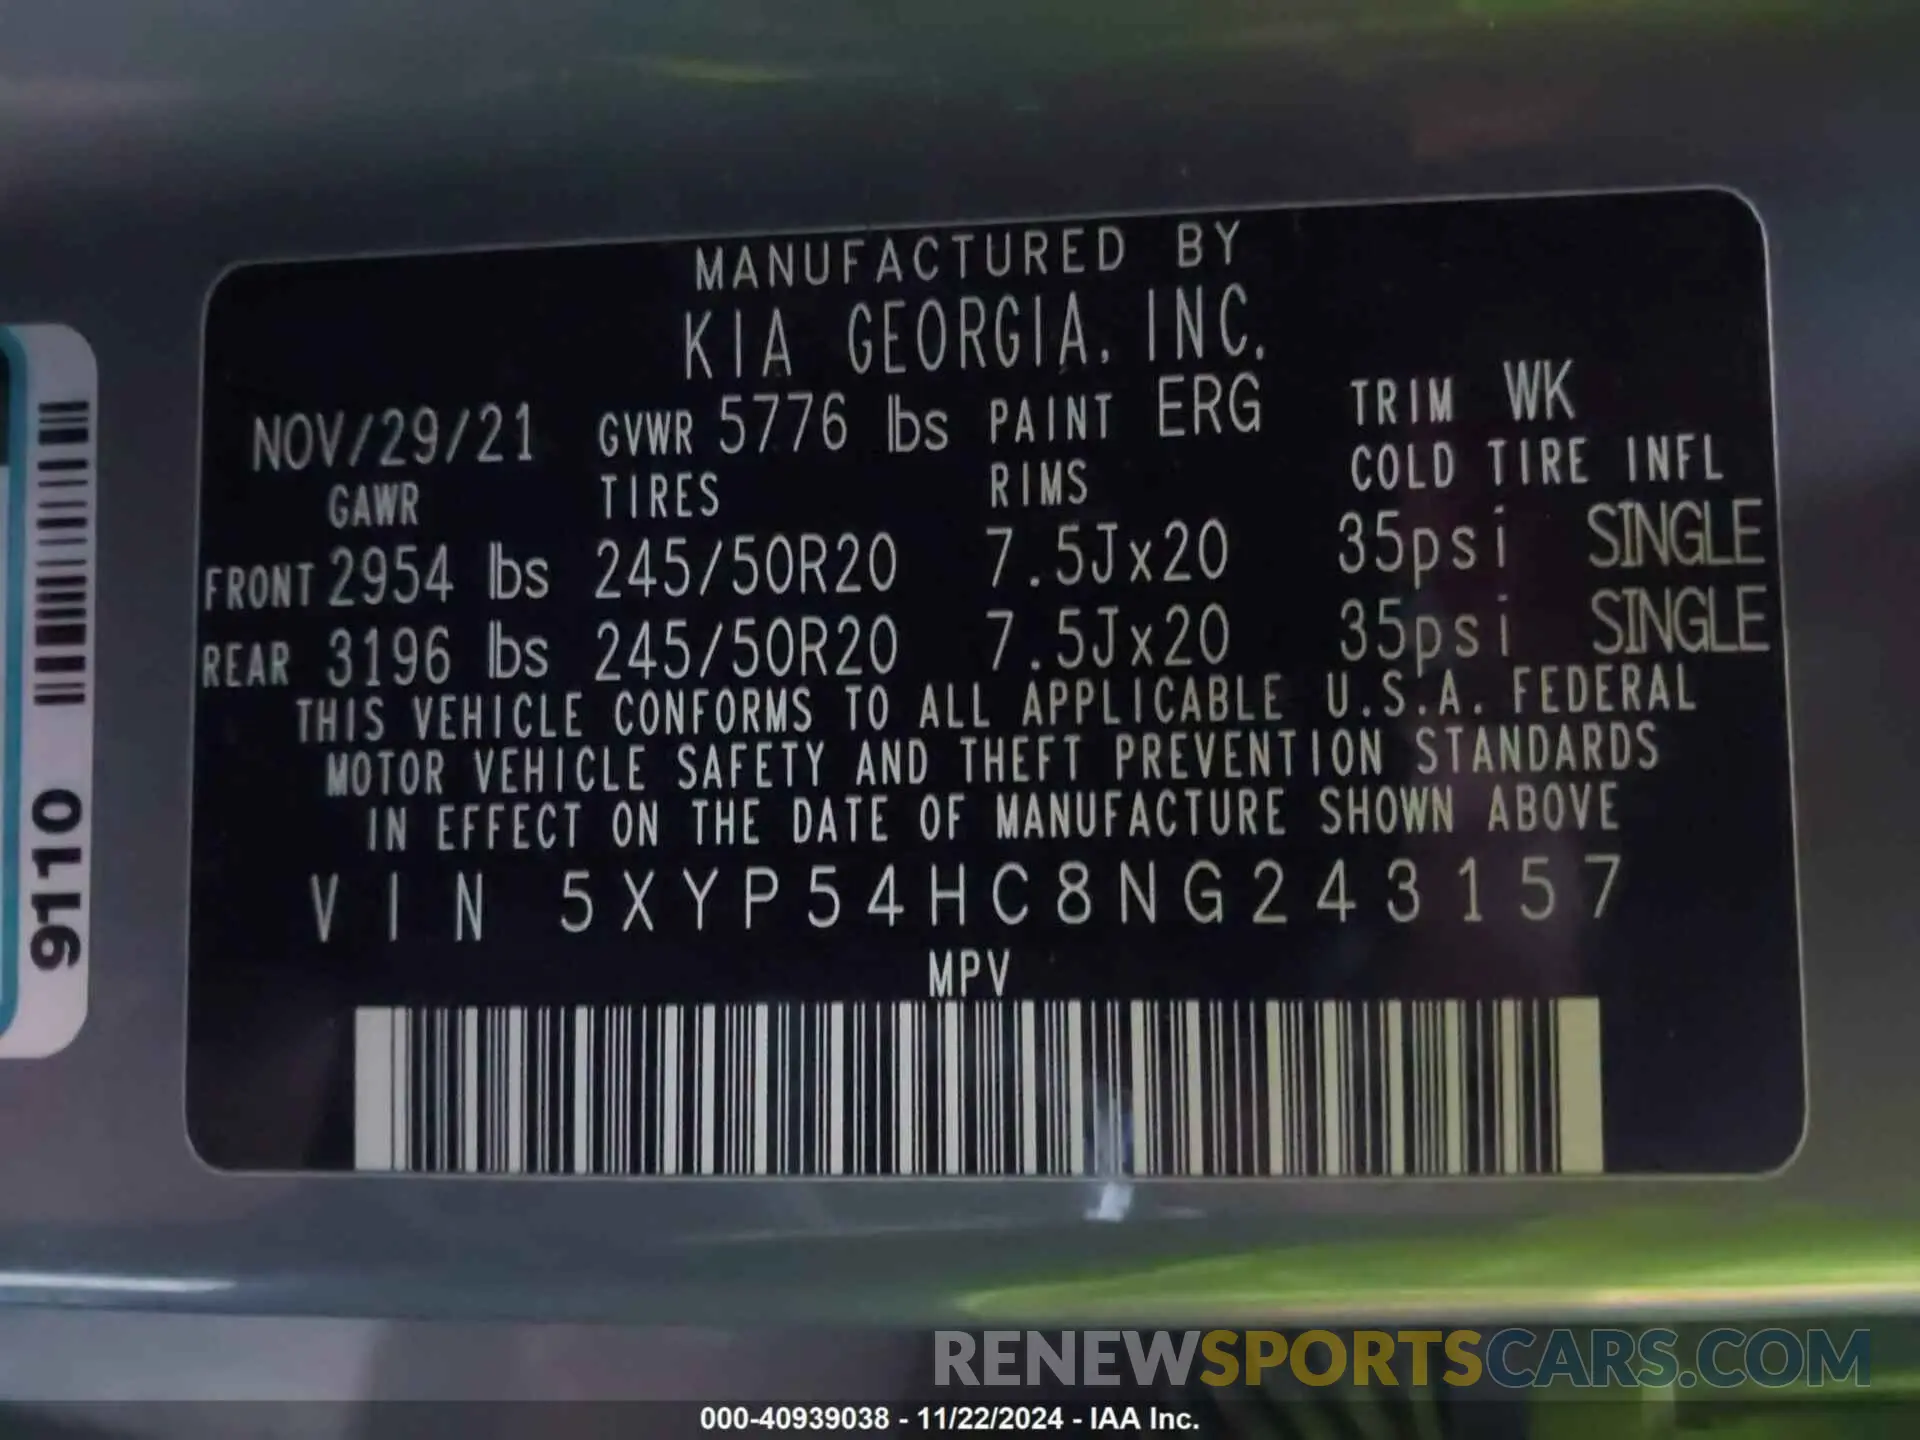 MANUFACTURED BY
KIA GEORGIA, INC.
NOV/29/21 GVWR 5776 lbs PAINT ERG TRIM WK
GAWR TIRES RIMS COLD TIRE INFL
FRONT 2954 lbs 245/50R20 7.5Jx20 35psi SINGLE
REAR 3196 lbs 245/50R20 7.5Jx20 35psi SINGLE
THIS VEHICLE CONFORMS TO ALL APPLICABLE U.S.A. FEDERAL
MOTOR VEHICLE SAFETY AND THEFT PREVENTION STANDARDS
IN EFFECT ON THE DATE OF MANUFACTURE SHOWN ABOVE
VIN 5XYP54HC8NG243157
MPV
9110
RENEWSPORTSCARS.COM
000-40939038 - 11/22/2024 - IAA Inc.